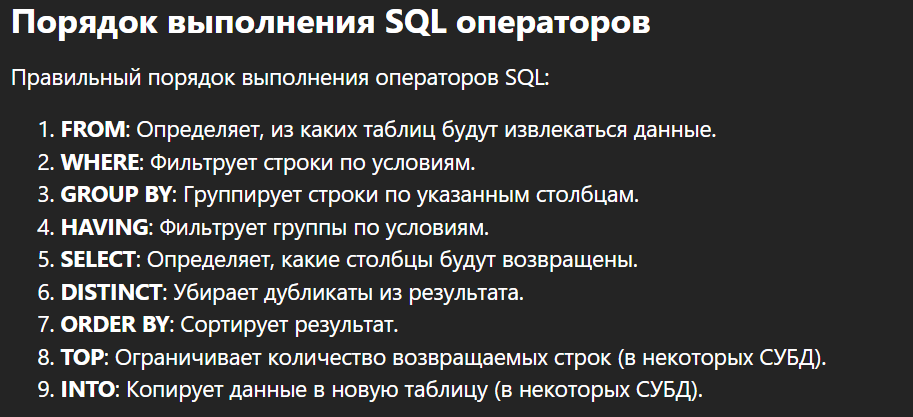 Порядок выполнения SQL операторов
Правильный порядок выполнения операторов SQL:
1. FROM: Определяет, из каких таблиц будут извлекаться данные.
2. WHERE: Фильтрует строки по условиям.
3. GROUP BY: Группирует строки по указанным столбцам.
4. HAVING: Фильтрует группы по условиям.
5. SELECT: Определяет, какие столбцы будут возвращены.
6. DISTINCT: Убирает дубликаты из результата.
7. ORDER BY: Сортирует результат.
8. TOP: Ограничивает количество возвращаемых строк (в некоторых СУБД).
9. INTO: Копирует данные в новую таблицу (в некоторых СУБД).